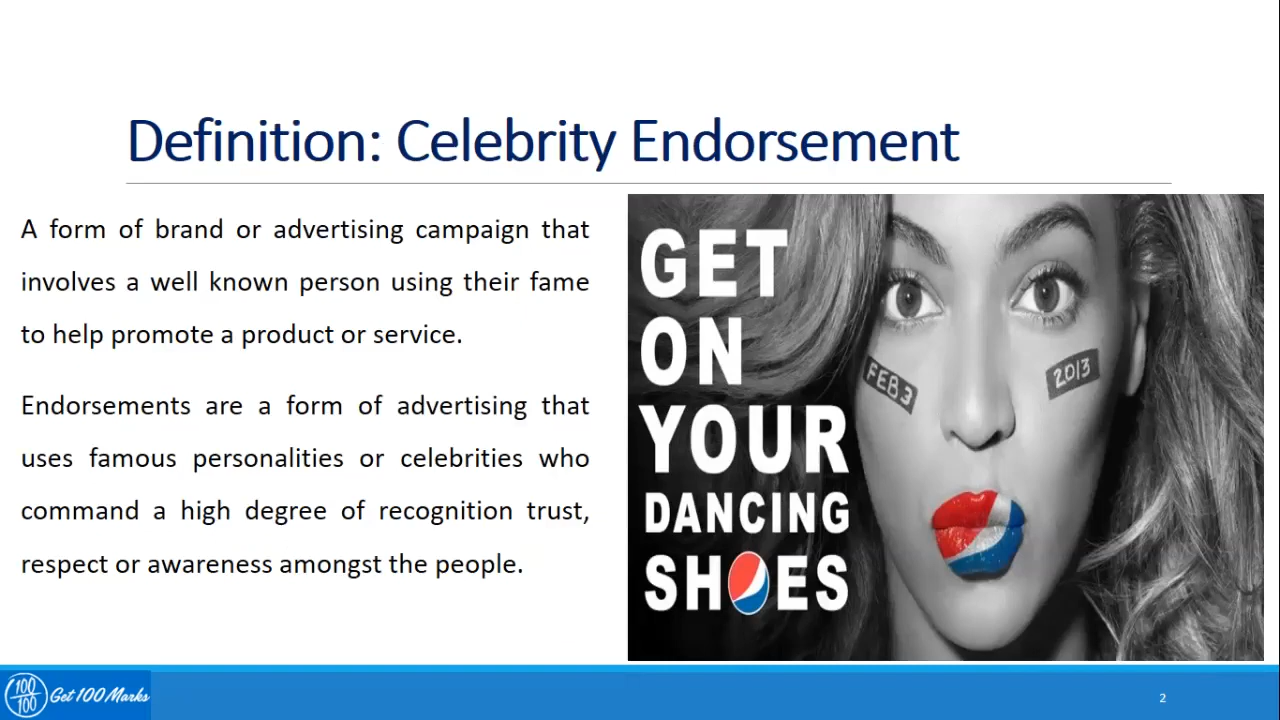 Definition: Celebrity Endorsement
A form of brand or advertising campaign that
involves a well known person using their fame
to help promote a product or service.
Endorsements are a form of advertising that
uses famous personalities or celebrities who
command a high degree of recognition trust,
respect or awareness amongst the people.
GET
ON
YOUR
DANCING
SHOES
FEB 3
2013
100
100
Get 100 Marks
2